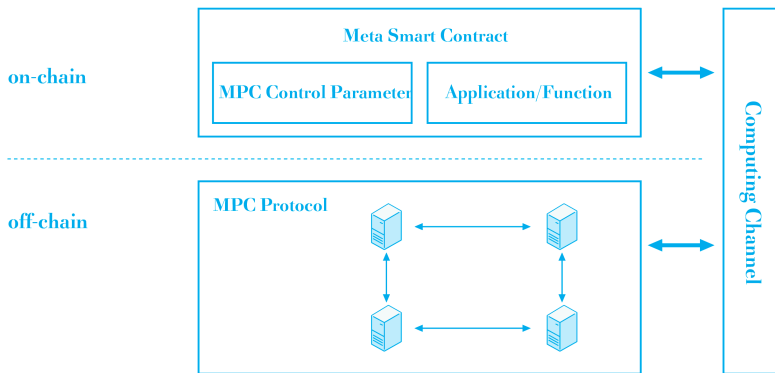 Meta Smart Contract
on-chain
MPC Control Parameter
Application/Function
Computing Channel
off-chain
MPC Protocol